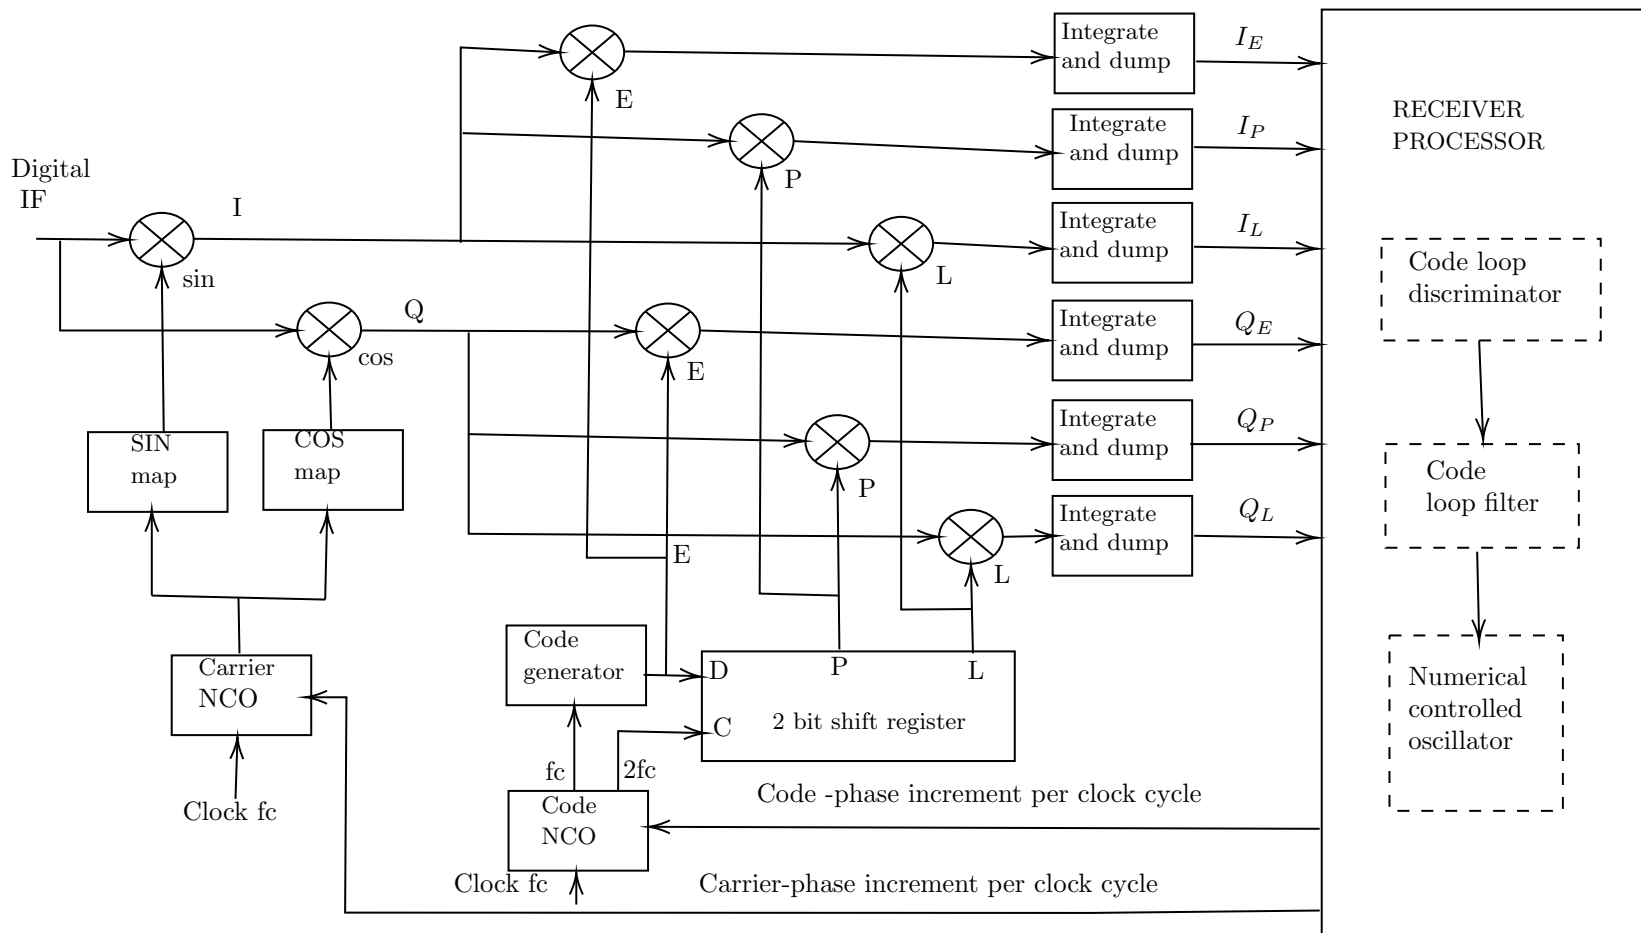 Integrate
and dump
I_E
E
Integrate
and dump
I_P
RECEIVER
PROCESSOR
Digital
IF
P
I
Integrate
and dump
I_L
sin
L
Code loop
discriminator
Q
Integrate
and dump
Q_E
cos
E
SIN
map
COS
map
Integrate
and dump
Q_P
P
Code
loop filter
Integrate
and dump
Q_L
E
L
Code
generator
Carrier
NCO
D
P
L
C
2 bit shift register
Numerical
controlled
oscillator
fc
2fc
Clock fc
Code
NCO
Code -phase increment per clock cycle
Clock fc
Carrier-phase increment per clock cycle